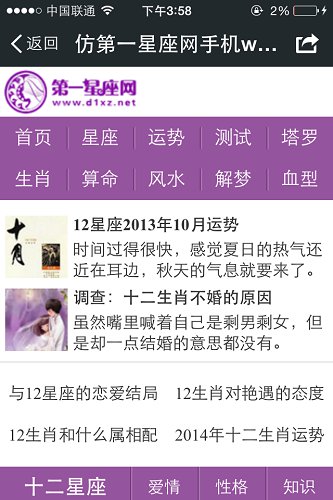 中国联通 下午3:58 2%
返回 仿第一星座网手机w...
第一星座网
www.d1xz.net
首页 星座 运势 测试 塔罗
生肖 算命 风水 解梦 血型
十月
12星座2013年10月运势
时间过得很快，感觉夏日的热气还
近在耳边，秋天的气息就要来了。
调查：十二生肖不婚的原因
虽然嘴里喊着自己是剩男剩女，但
是却一点结婚的意思都没有。
与12星座的恋爱结局 12生肖对艳遇的态度
12生肖和什么属相配 2014年十二生肖运势
十二星座 爱情 性格 知识